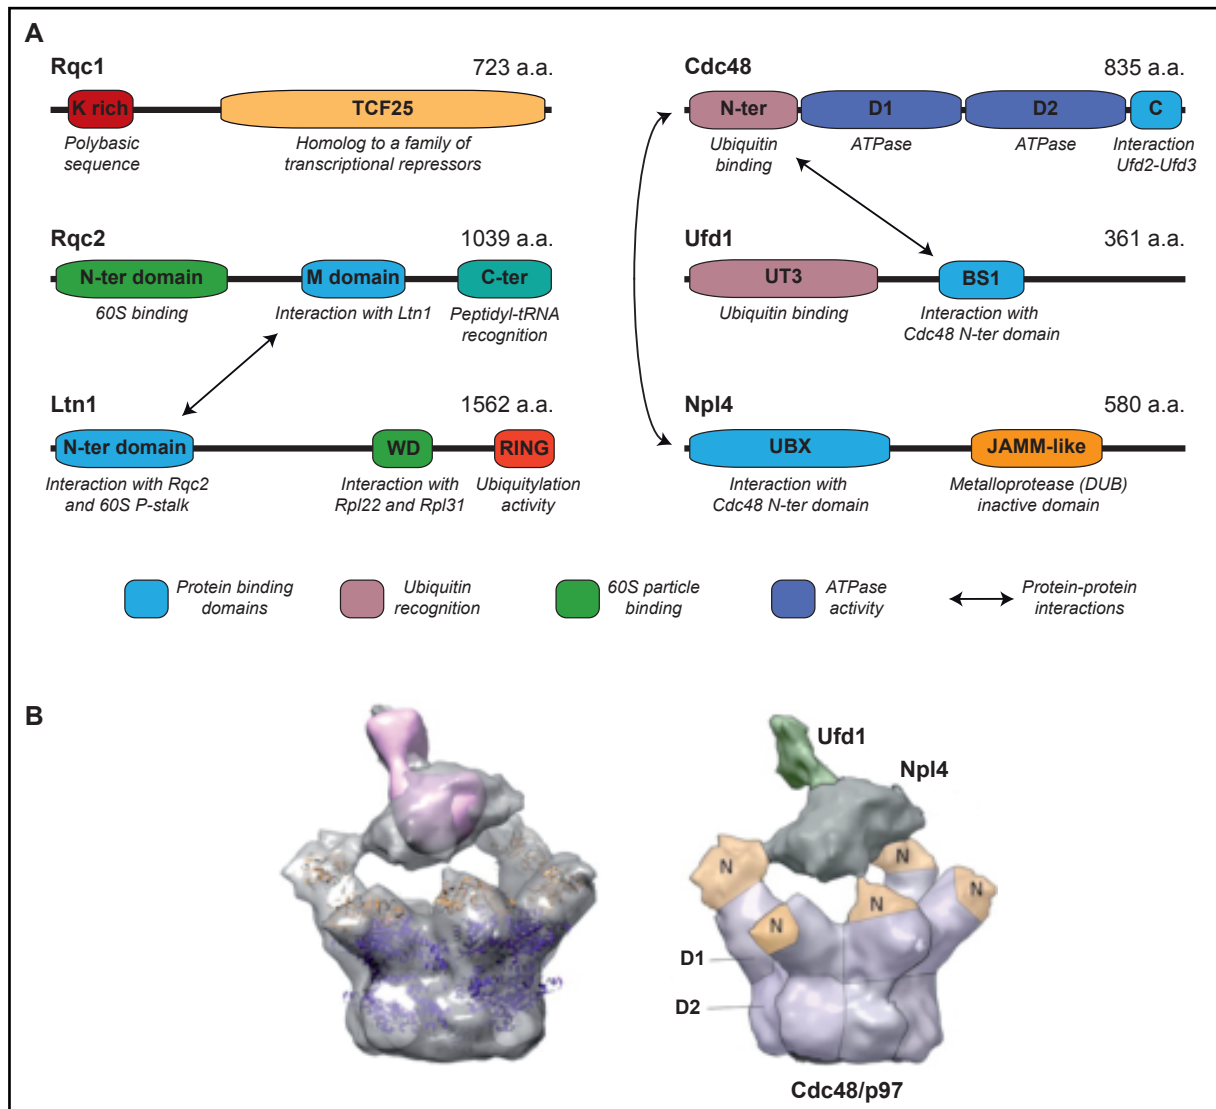 A
Rqc1 723 a.a.
K rich
TCF25
Polybasic
sequence
Homolog to a family of
transcriptional repressors
Rqc2 1039 a.a.
N-ter domain
M domain
C-ter
60S binding
Interaction with Ltn1
Peptidyl-tRNA
recognition
Ltn1 1562 a.a.
N-ter domain
WD
RING
Interaction with Rqc2
and 60S P-stalk
Interaction with
Rpl22 and Rpl31
Ubiquitylation
activity
Cdc48 835 a.a.
N-ter
D1
D2
C
Ubiquitin
binding
ATPase
ATPase
Interaction
Ufd2-Ufd3
Ufd1 361 a.a.
UT3
BS1
Ubiquitin binding
Interaction with
Cdc48 N-ter domain
Npl4 580 a.a.
UBX
JAMM-like
Interaction with
Cdc48 N-ter domain
Metalloprotease (DUB)
inactive domain
Protein binding
domains
Ubiquitin
recognition
60S particle
binding
ATPase
activity
Protein-protein
interactions
B
Ufd1
Npl4
N
N
N
N
N
D1
D2
Cdc48/p97